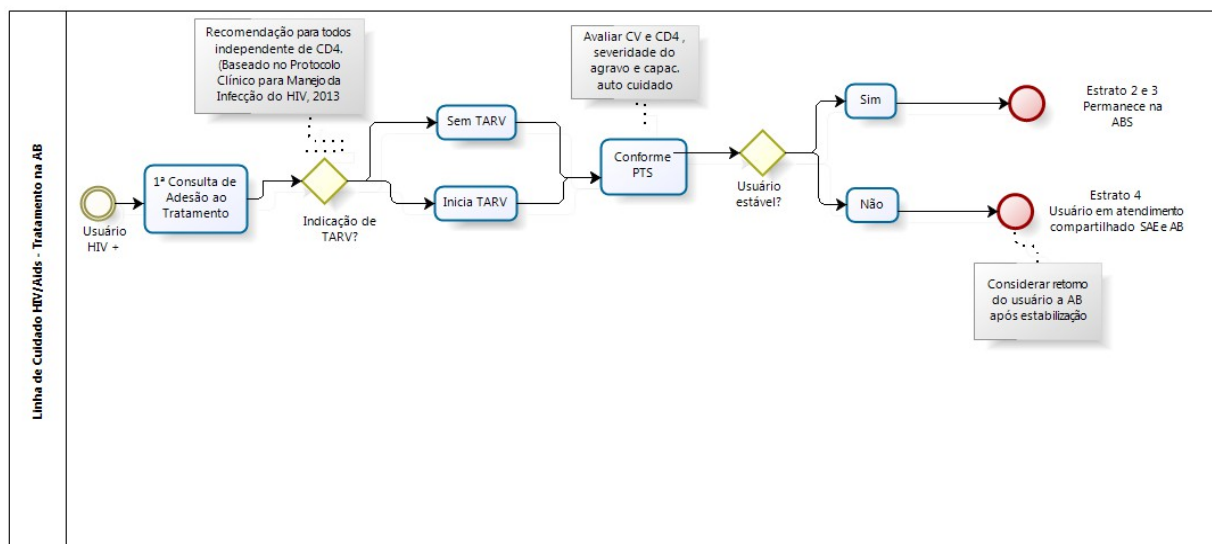 Linha de Cuidado HIV/Aids - Tratamento na AB
Usuário
HIV +
1ª Consulta de
Adesão ao
Tratamento
Recomendação para todos
independente de CD4.
(Baseado no Protocolo
Clínico para Manejo da
Infecção do HIV, 2013
Indicação de
TARV?
Sem TARV
Inicia TARV
Avaliar CV e CD4 ,
severidade do
agravo e capac.
auto cuidado
Conforme
PTS
Usuário
estável?
Sim
Estrato 2 e 3
Permanece na
ABS
Não
Estrato 4
Usuário em atendimento
compartilhado SAE e AB
Considerar retorno
do usuário a AB
após estabilização